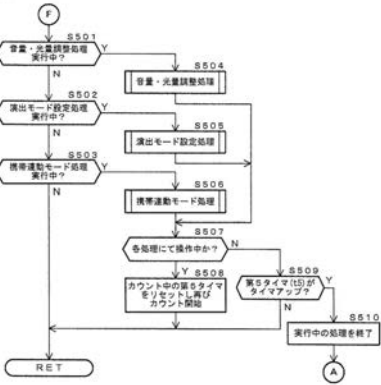 F
S501
音量・光量調整処理
実行中？
Y
N
S504
音量・光量調整処理
S502
演出モード設定処理
実行中？
Y
N
S505
演出モード設定処理
S503
携帯連動モード処理
実行中？
Y
N
S506
携帯連動モード処理
S507
各処理にて操作中か？
N
Y
S508
カウント中の第5タイマ
をリセットし再び
カウント開始
S509
第5タイマ(t5)が
タイムアップ？
Y
N
S510
実行中の処理を終了
RET
A